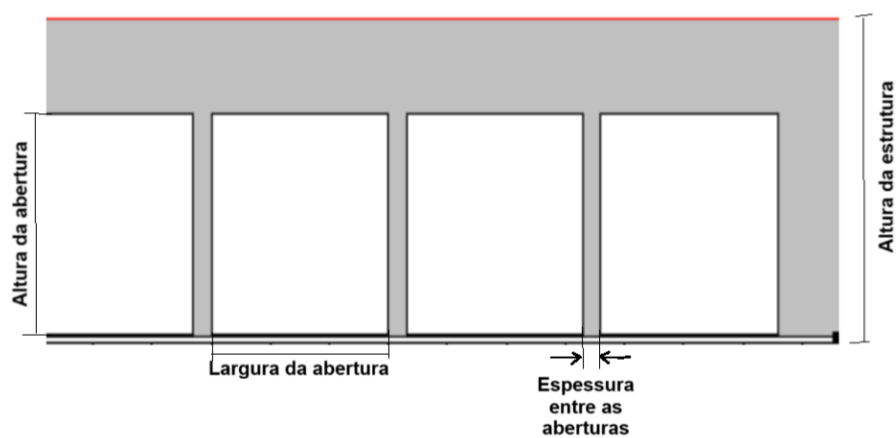 Altura da abertura
Altura da estrutura
Largura da abertura
Espessura
entre as
aberturas